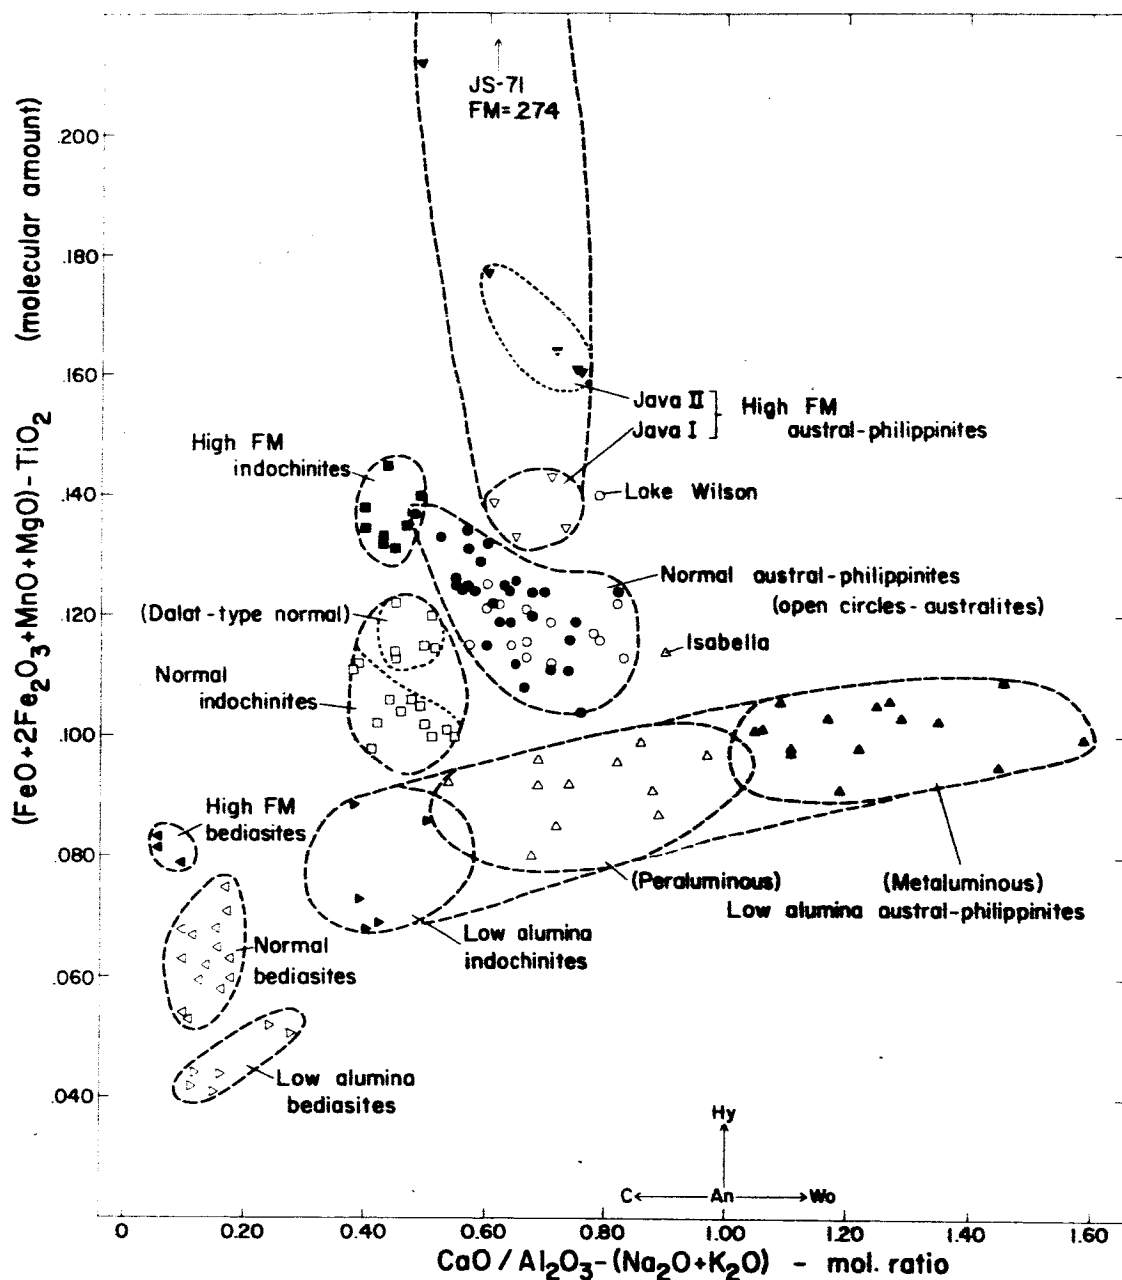 JS-71
FM=.274
(FeO+2Fe₂O₃+MnO+MgO)-TiO₂ (molecular amount)
.200
.180
.160
.140
.120
.100
.080
.060
.040
Java II
Java I
High FM
austral-philippinites
High FM
indochinites
Lake Wilson
Normal austral-philippinites
(open circles-australites)
(Dalat-type normal)
Isabella
Normal
indochinites
High FM
bediasites
(Peraluminous)
(Metaluminous)
Low alumina austral-philippinites
Low alumina
indochinites
Normal
bediasites
Low alumina
bediasites
Hy
C
An
Wo
0
0.20
0.40
0.60
0.80
1.00
1.20
1.40
1.60
CaO/Al₂O₃-(Na₂O+K₂O) - mol. ratio